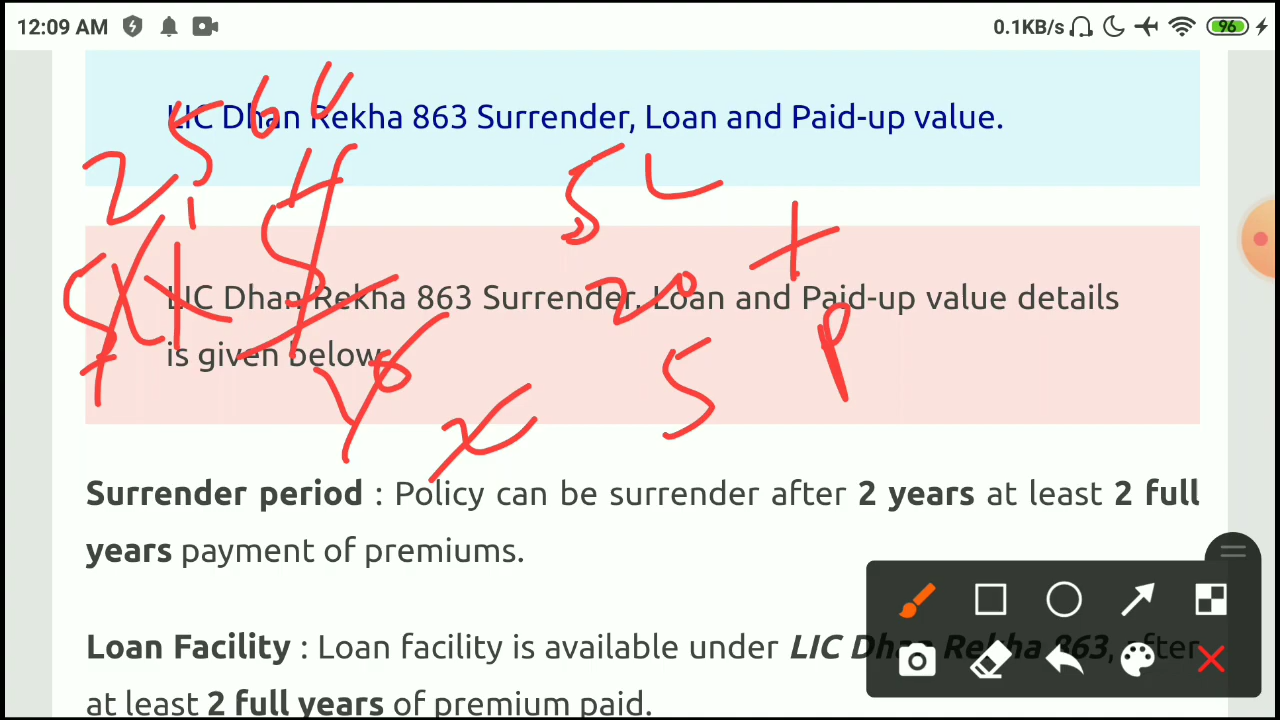 12:09 AM 0.1KB/s 96
LIC Dhan Rekha 863 Surrender, Loan and Paid-up value.
LIC Dhan Rekha 863 Surrender, Loan and Paid-up value details
is given below.
5 L
20
5
P
Surrender period : Policy can be surrender after 2 years at least 2 full
years payment of premiums.
Loan Facility : Loan facility is available under LIC Dhan Rekha 863, after
at least 2 full years of premium paid.